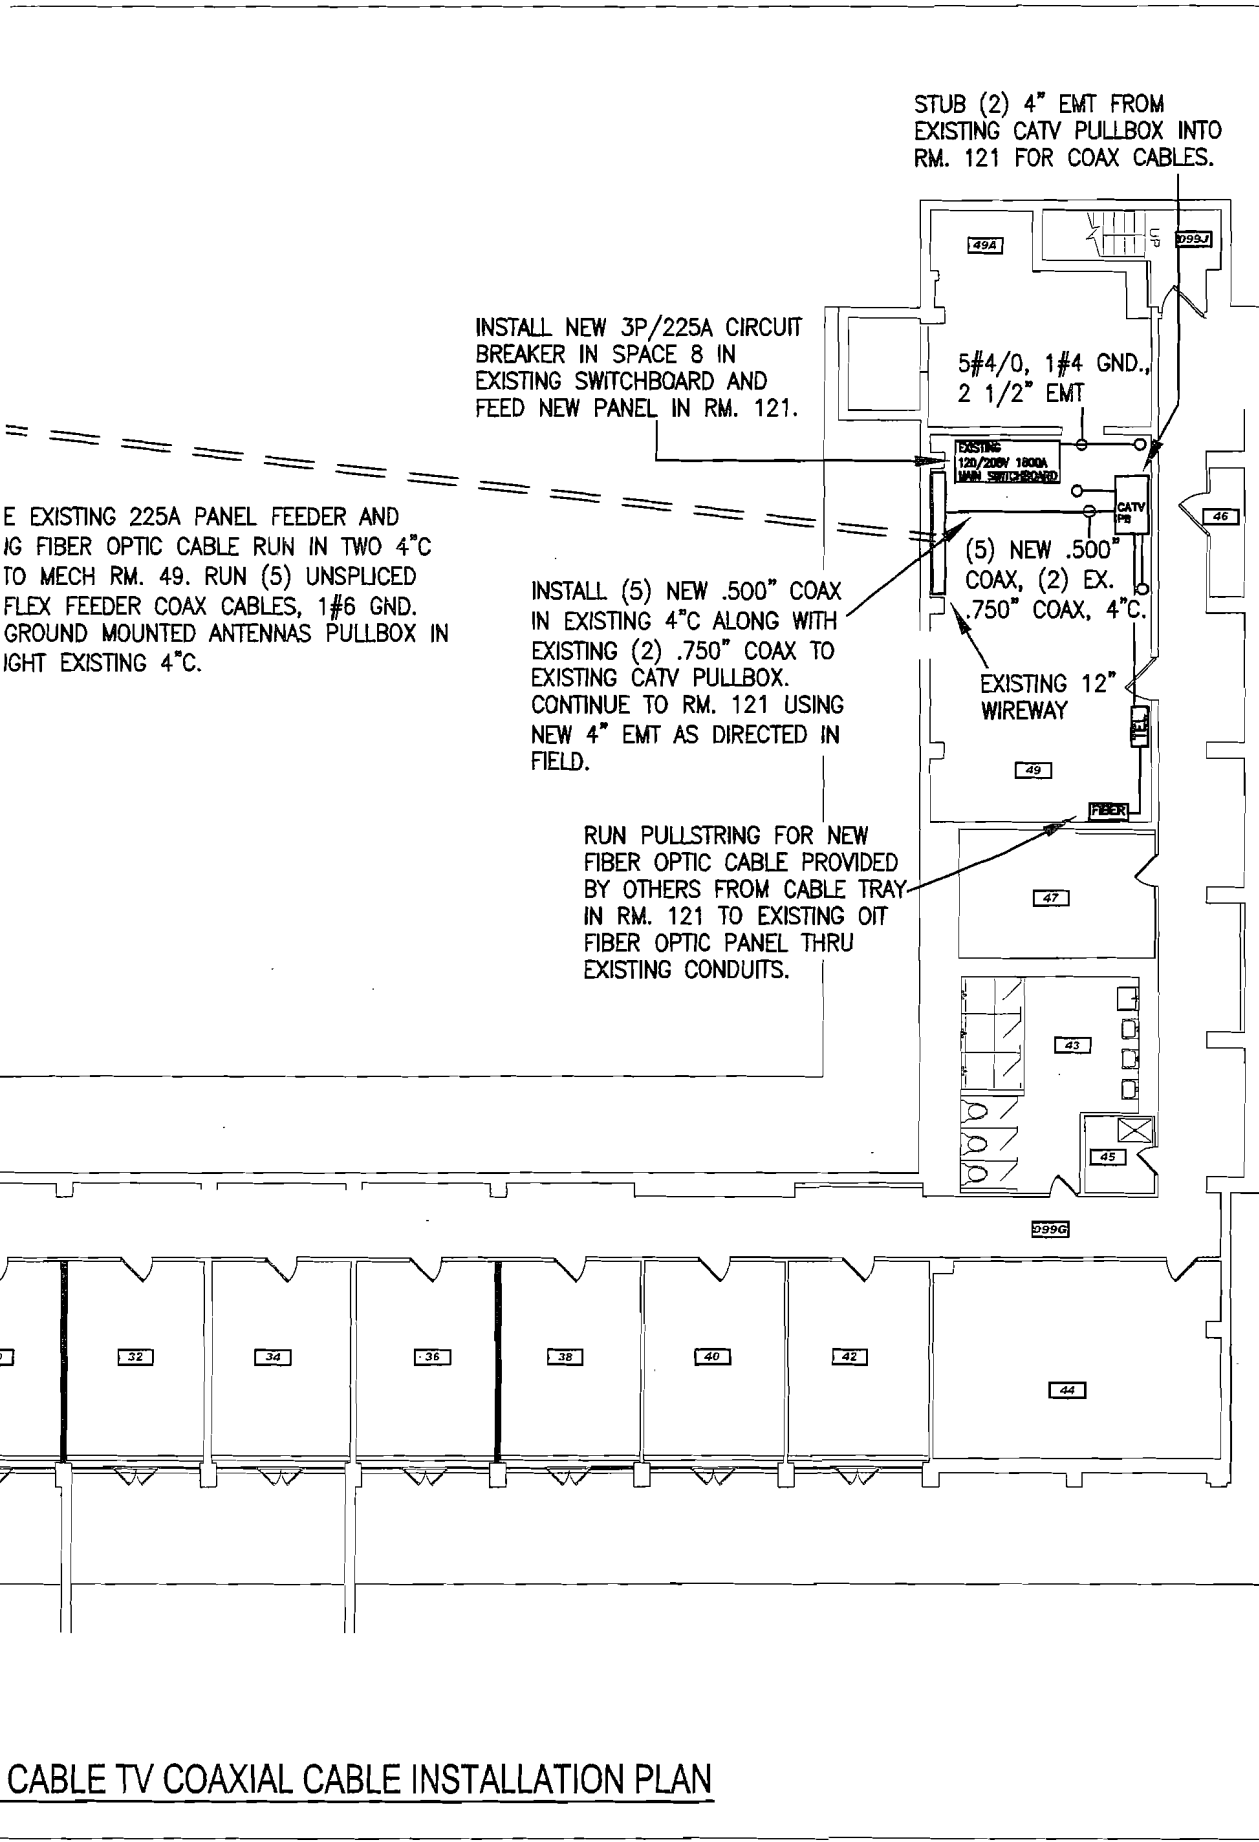 STUB (2) 4" EMT FROM
EXISTING CATV PULLBOX INTO
RM. 121 FOR COAX CABLES.
49A
UP
099J
INSTALL NEW 3P/225A CIRCUIT
BREAKER IN SPACE 8 IN
EXISTING SWITCHBOARD AND
FEED NEW PANEL IN RM. 121.
5#4/0, 1#4 GND.,
2 1/2" EMT
EXISTING
120/208V 1600A
MAIN SWITCHBOARD
CATV
PB
46
E EXISTING 225A PANEL FEEDER AND
IG FIBER OPTIC CABLE RUN IN TWO 4"C
TO MECH RM. 49. RUN (5) UNSPLICED
FLEX FEEDER COAX CABLES, 1#6 GND.
GROUND MOUNTED ANTENNAS PULLBOX IN
IGHT EXISTING 4"C.
(5) NEW .500"
COAX, (2) EX.
.750" COAX, 4"C.
INSTALL (5) NEW .500" COAX
IN EXISTING 4"C ALONG WITH
EXISTING (2) .750" COAX TO
EXISTING CATV PULLBOX.
CONTINUE TO RM. 121 USING
NEW 4" EMT AS DIRECTED IN
FIELD.
EXISTING 12"
WIREWAY
TEL
49
FIBER
RUN PULLSTRING FOR NEW
FIBER OPTIC CABLE PROVIDED
BY OTHERS FROM CABLE TRAY
IN RM. 121 TO EXISTING OIT
FIBER OPTIC PANEL THRU
EXISTING CONDUITS.
47
43
45
099G
32
34
36
38
40
42
44
CABLE TV COAXIAL CABLE INSTALLATION PLAN